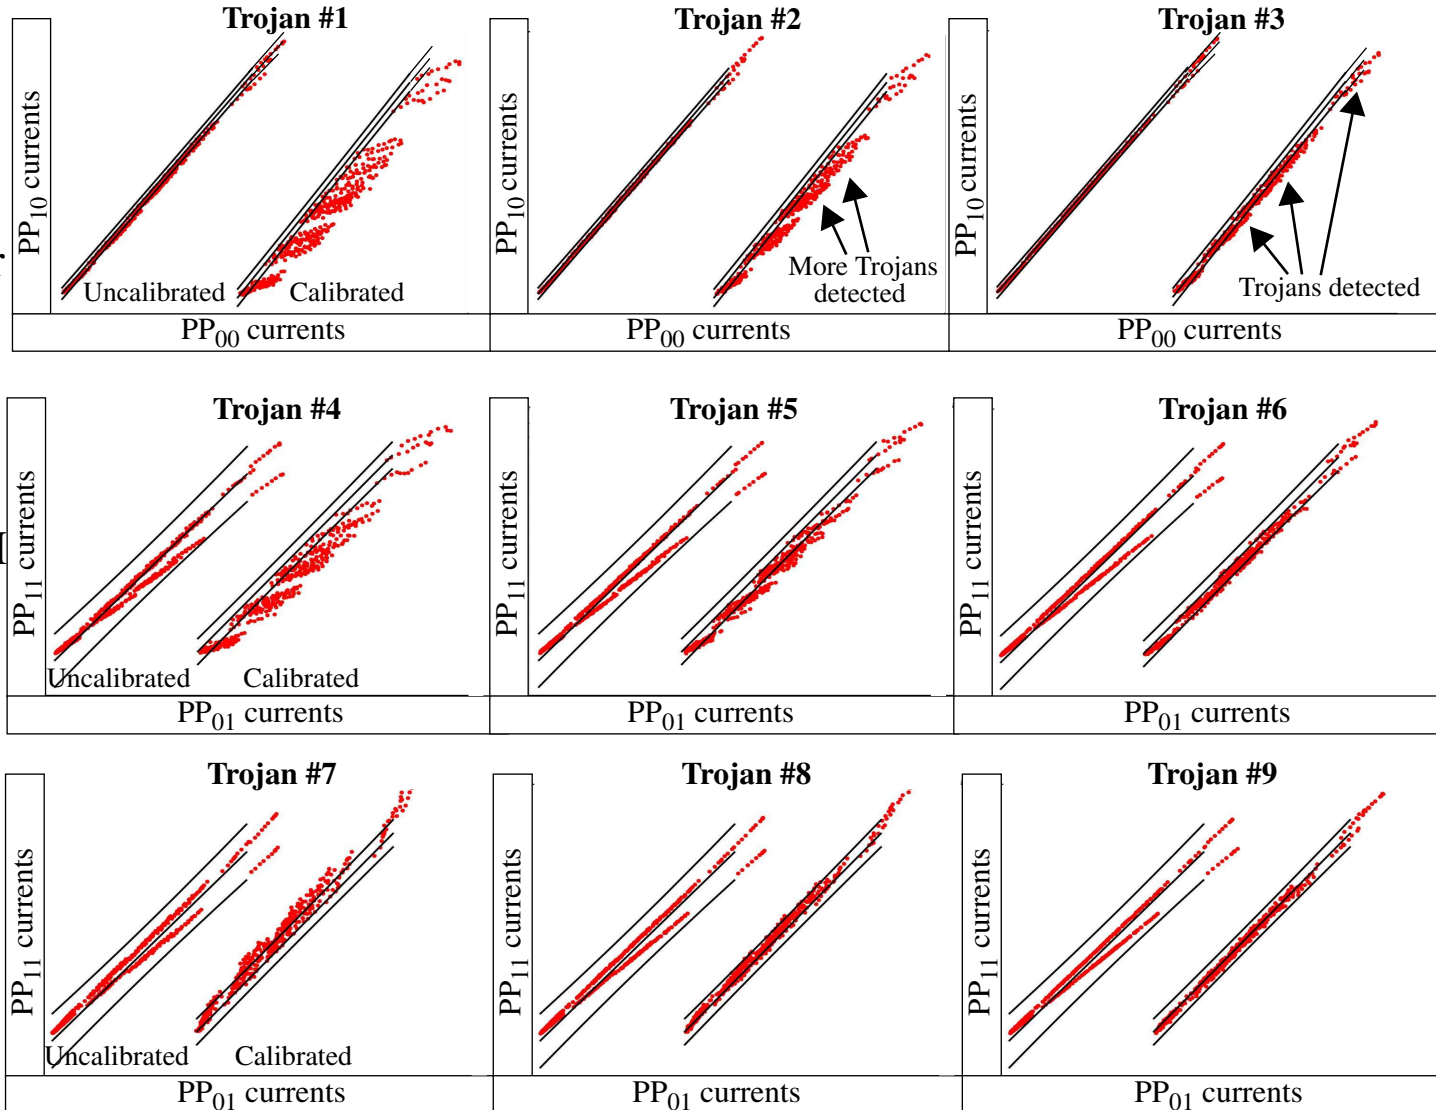 Trojan #1
Trojan #2
Trojan #3
PP10 currents
PP10 currents
PP10 currents
Uncalibrated
Calibrated
More Trojans
detected
Trojans detected
PP00 currents
PP00 currents
PP00 currents
Trojan #4
Trojan #5
Trojan #6
PP11 currents
PP11 currents
PP11 currents
Uncalibrated
Calibrated
PP01 currents
PP01 currents
PP01 currents
Trojan #7
Trojan #8
Trojan #9
PP11 currents
PP11 currents
PP11 currents
Uncalibrated
Calibrated
PP01 currents
PP01 currents
PP01 currents